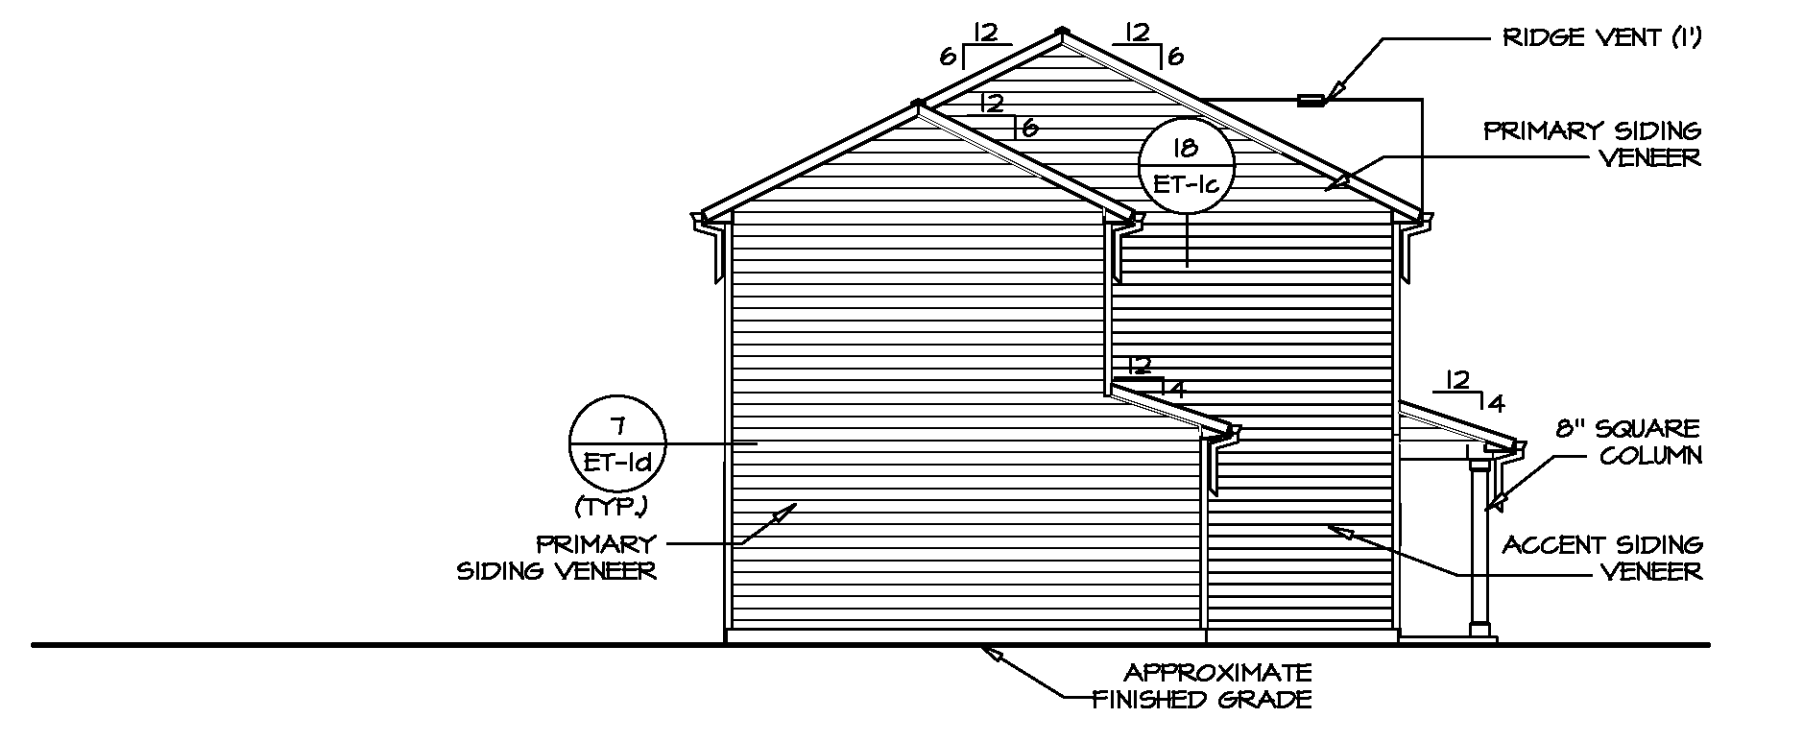 12
6
12
6
RIDGE VENT (1')
12
6
PRIMARY SIDING
VENEER
18
ET-1c
12
4
12
4
7
ET-1d
(TYP.)
8" SQUARE
COLUMN
PRIMARY
SIDING VENEER
ACCENT SIDING
VENEER
APPROXIMATE
FINISHED GRADE